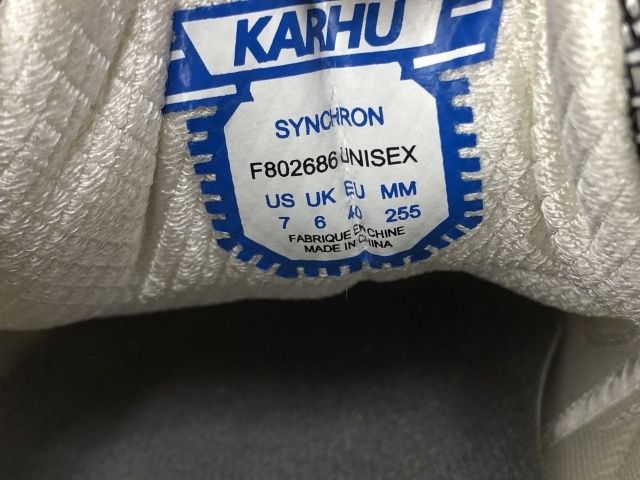 KARHU
SYNCHRON
F802686 UNISEX
US UK EU MM
7 6 40 255
FABRIQUE EN CHINE
MADE IN CHINA